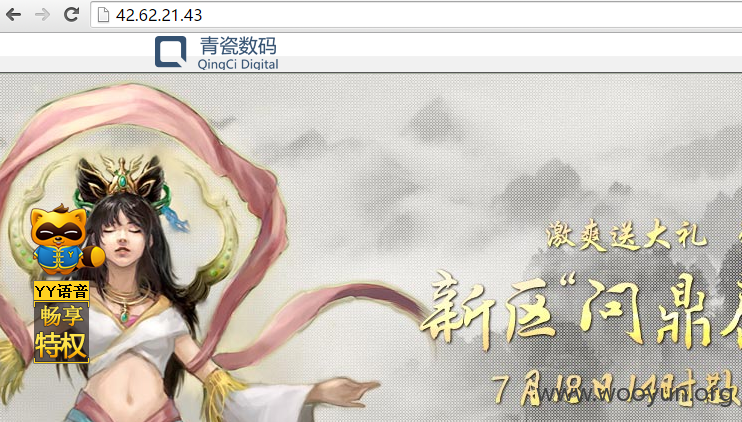 42.62.21.43
青瓷数码
QingCi Digital
YY语音
畅享
特权
激爽送大礼
新区“问鼎
7月18日14时
www.wooyun.org